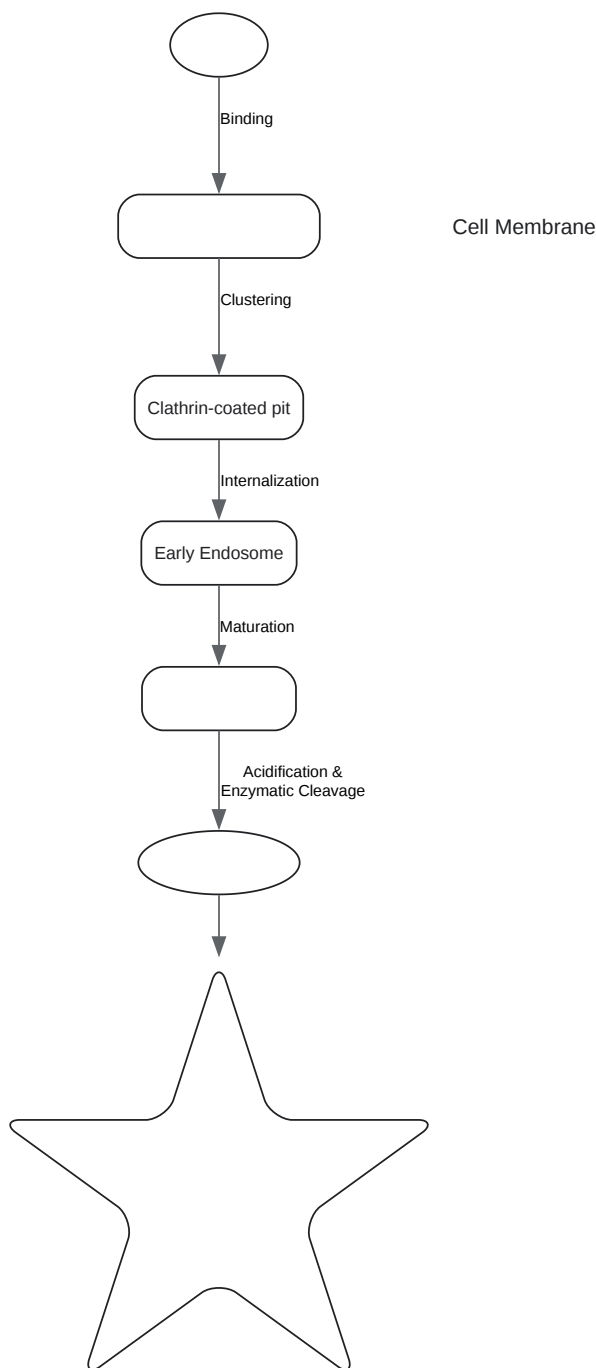 Binding
Cell Membrane
Clustering
Clathrin-coated pit
Internalization
Early Endosome
Maturation
Acidification &
Enzymatic Cleavage